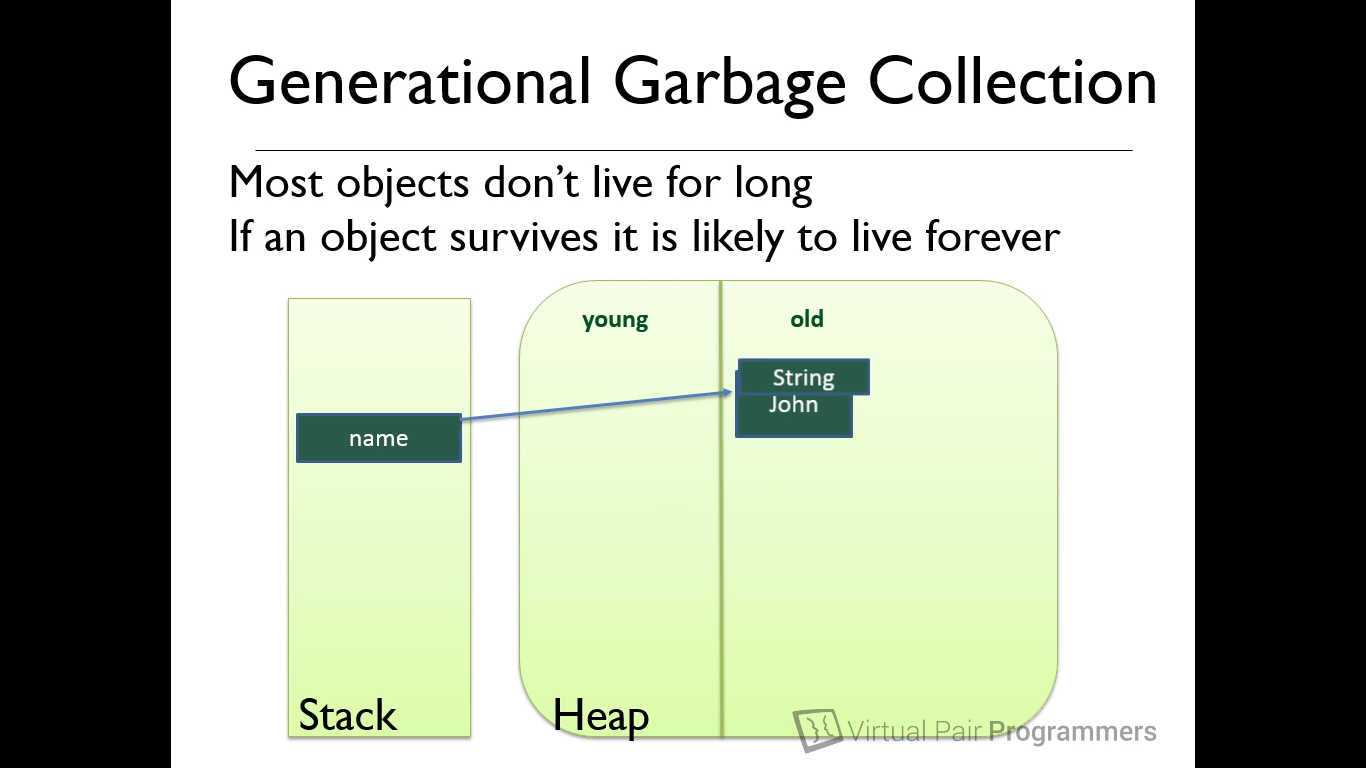 Generational Garbage Collection
Most objects don’t live for long
If an object survives it is likely to live forever
young
old
String
John
name
Stack
Heap
Virtual Pair Programmers